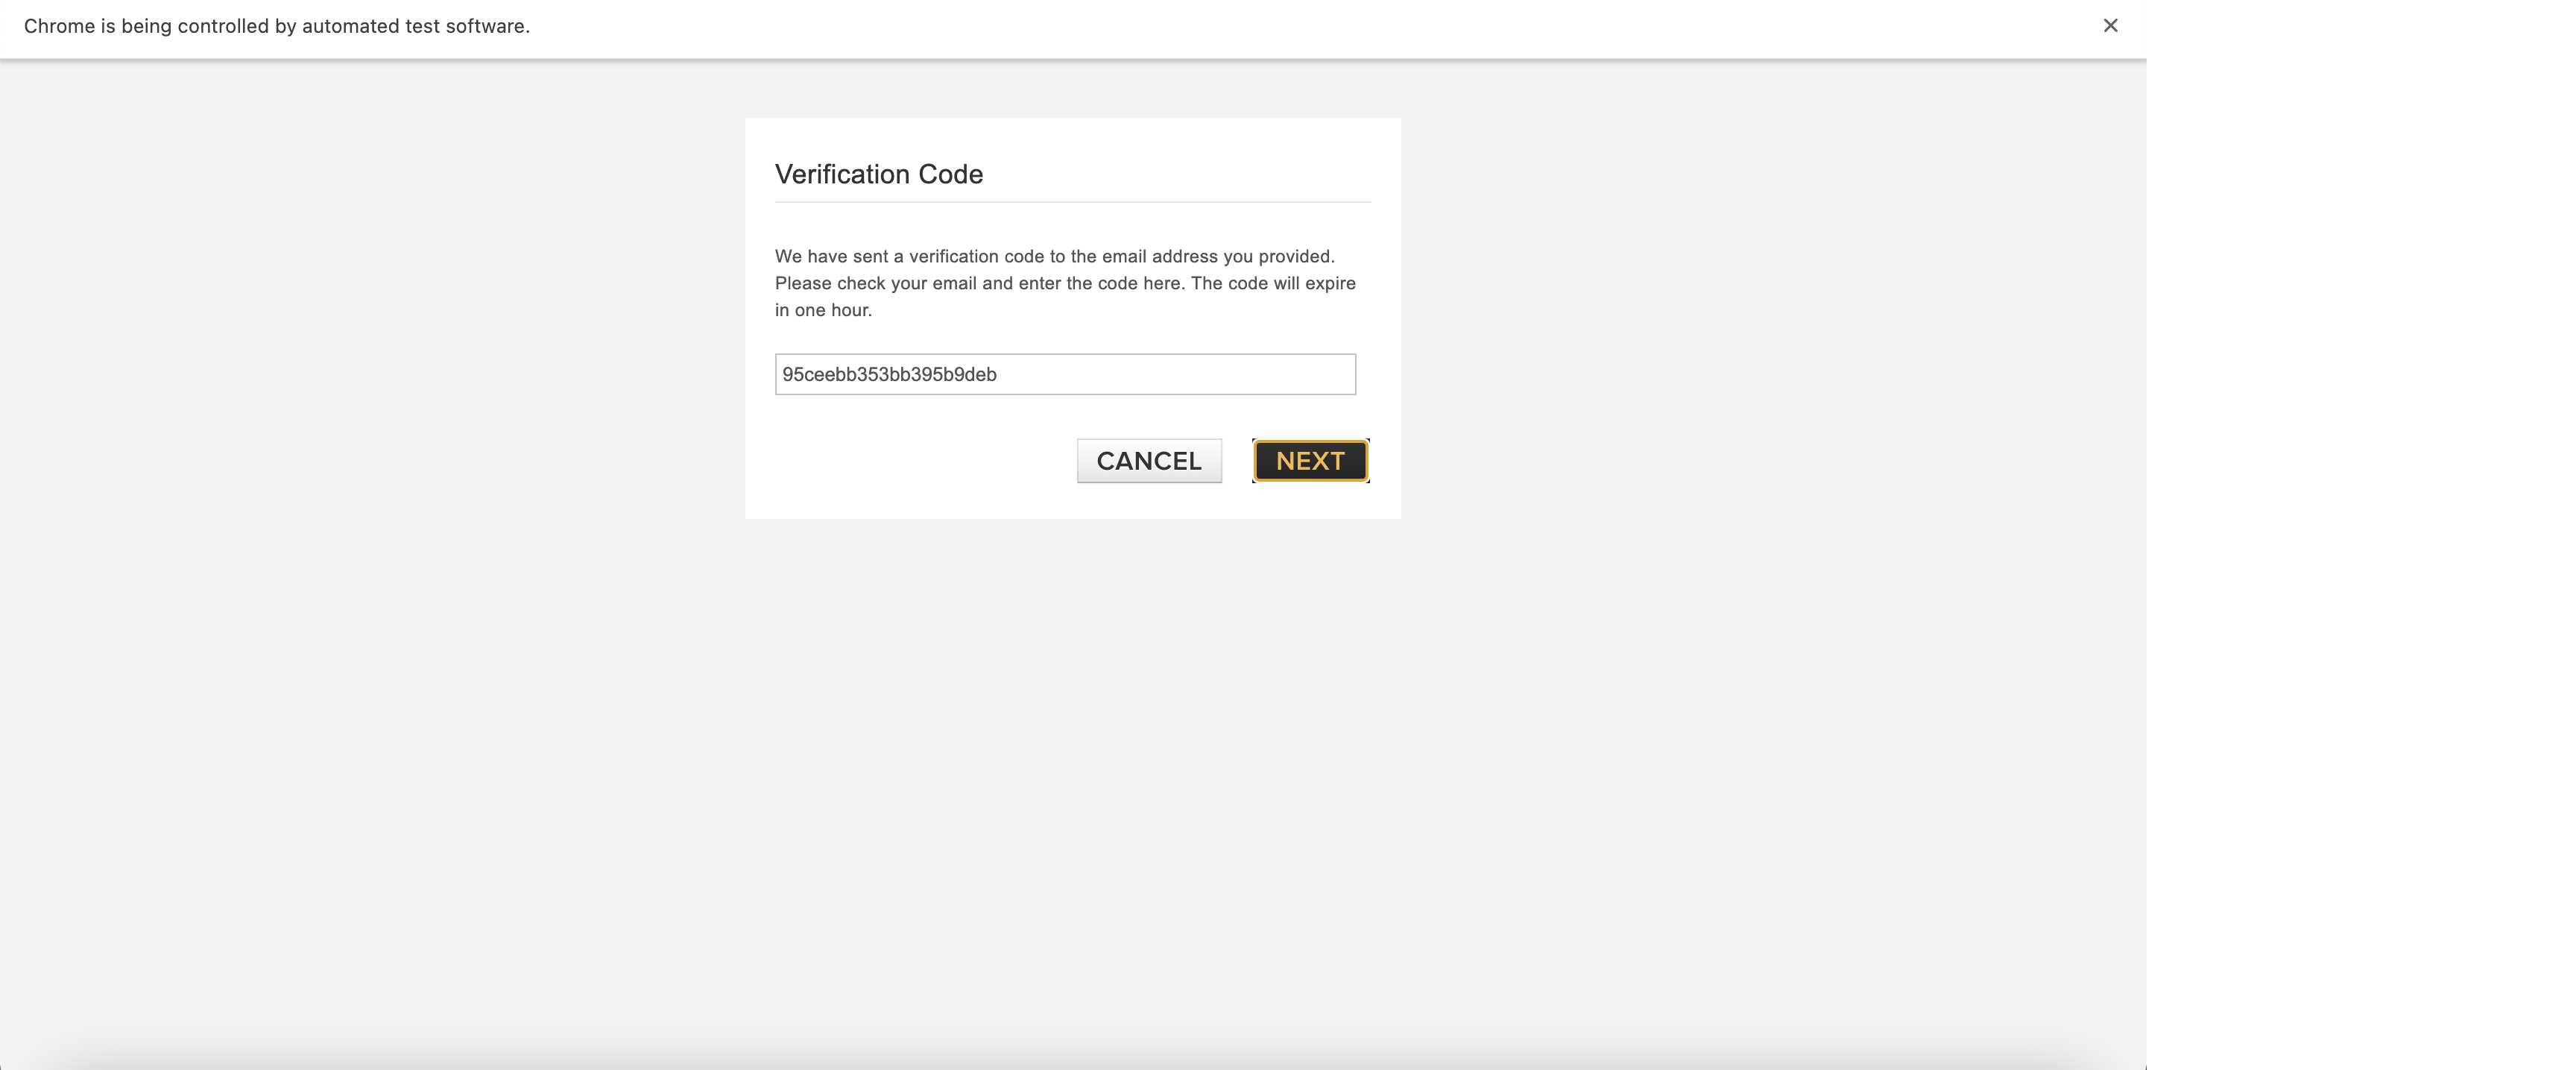 Chrome is being controlled by automated test software.
Verification Code
We have sent a verification code to the email address you provided.
Please check your email and enter the code here. The code will expire
in one hour.
95ceebb353bb395b9deb
CANCEL
NEXT